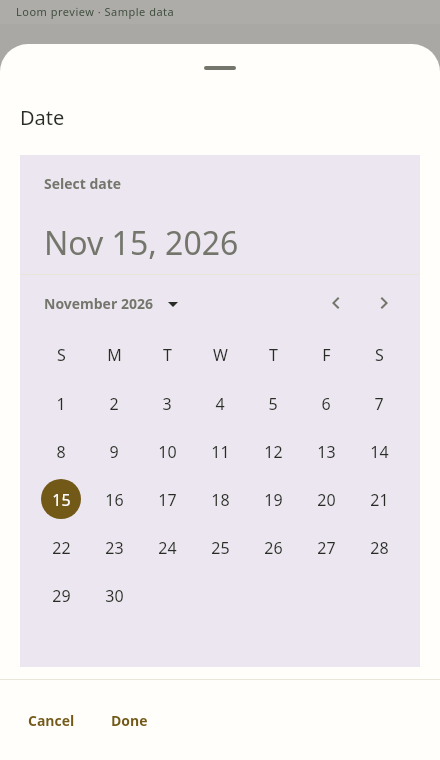 Loom preview · Sample data
Date
Select date
Nov 15, 2026
November 2026
S M T W T F S
1 2 3 4 5 6 7
8 9 10 11 12 13 14
15 16 17 18 19 20 21
22 23 24 25 26 27 28
29 30
Cancel Done